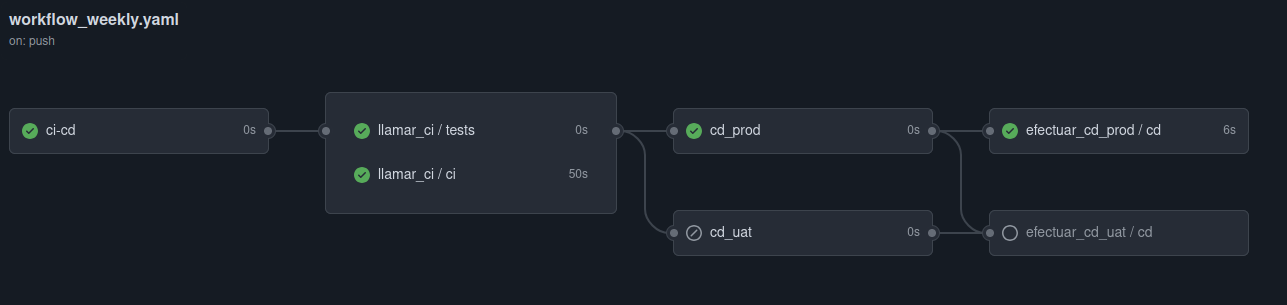 workflow_weekly.yaml
on: push
ci-cd 0s
llamar_ci / tests 0s
llamar_ci / ci 50s
cd_prod 0s
efectuar_cd_prod / cd 6s
cd_uat 0s
efectuar_cd_uat / cd